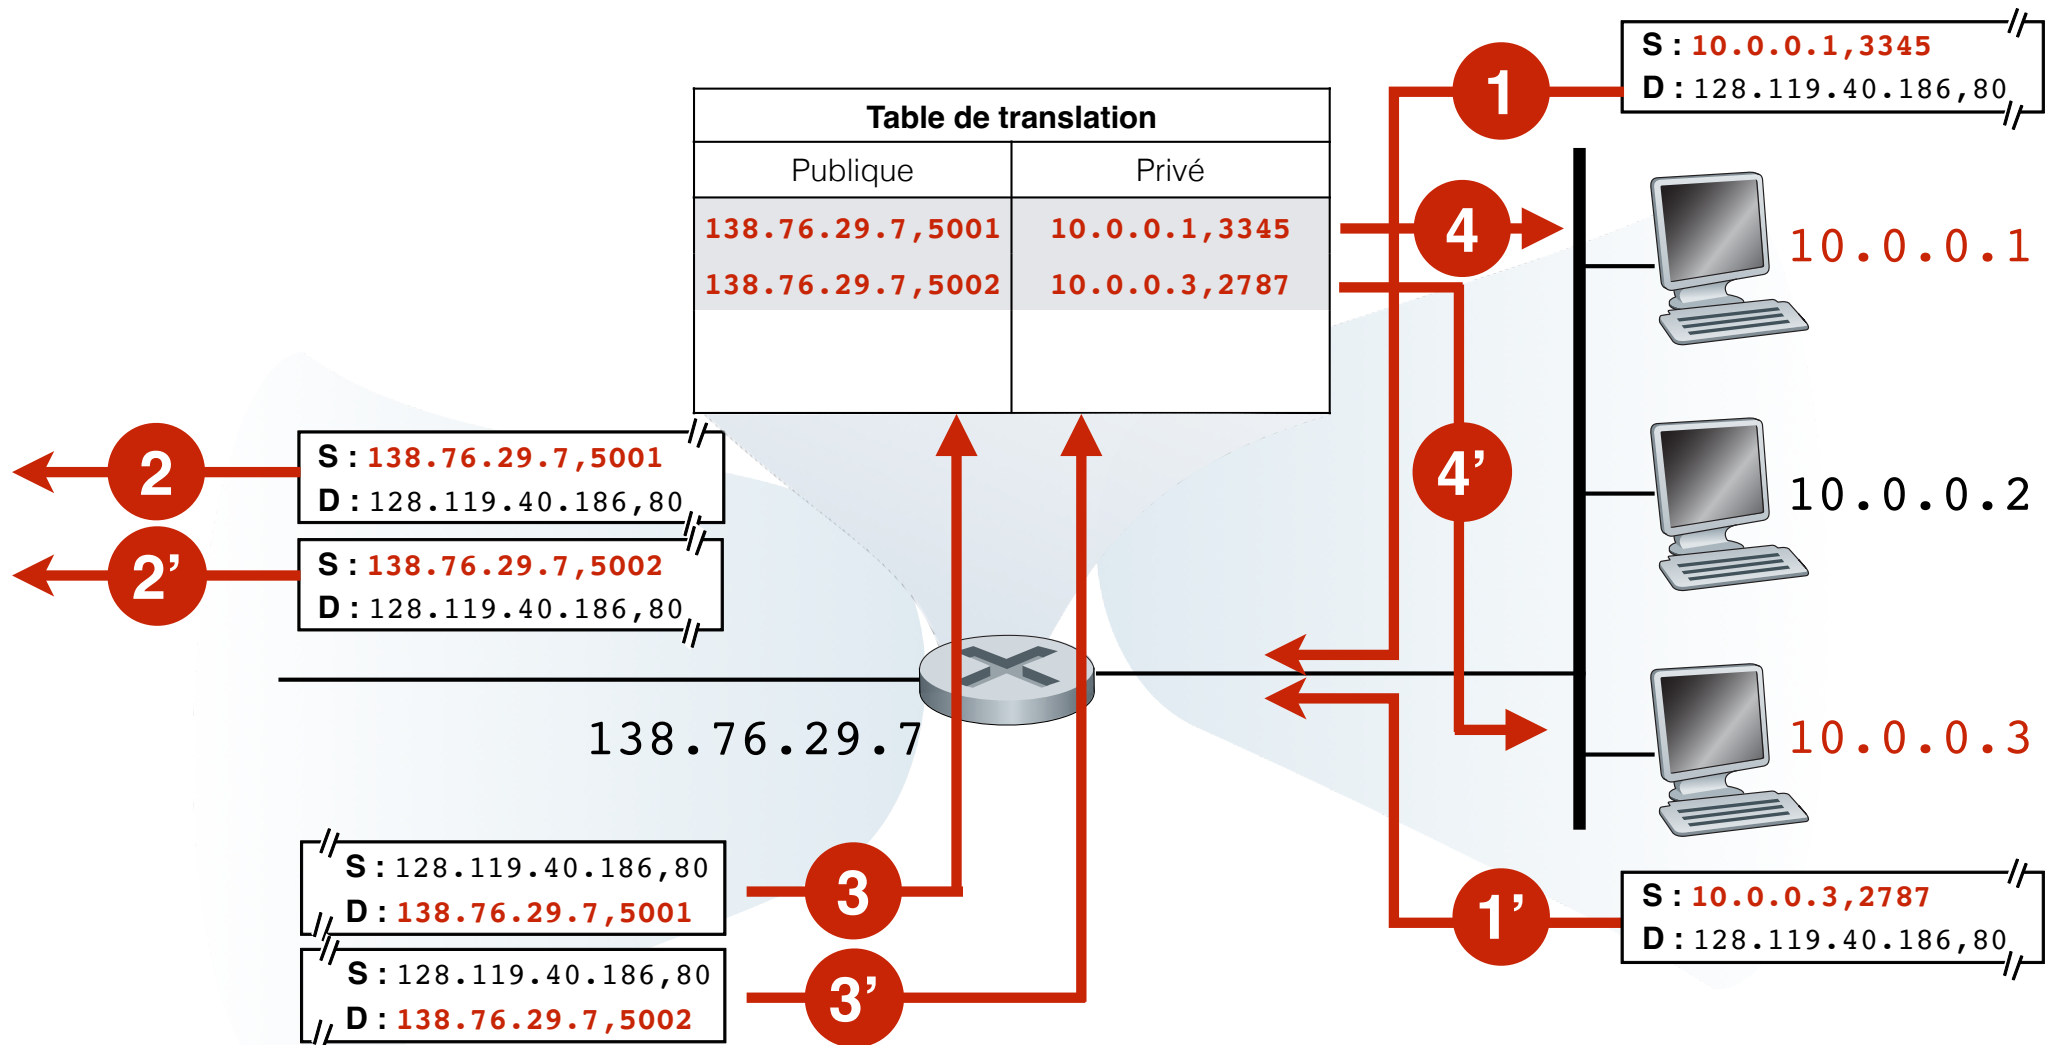 S : 10.0.0.1,3345
D : 128.119.40.186,80
1
Table de translation
Publique Privé
138.76.29.7,5001 10.0.0.1,3345
138.76.29.7,5002 10.0.0.3,2787
4
10.0.0.1
2
S : 138.76.29.7,5001
D : 128.119.40.186,80
4’
10.0.0.2
2’
S : 138.76.29.7,5002
D : 128.119.40.186,80
138.76.29.7
10.0.0.3
S : 128.119.40.186,80
D : 138.76.29.7,5001
3
1’
S : 10.0.0.3,2787
D : 128.119.40.186,80
S : 128.119.40.186,80
D : 138.76.29.7,5002
3’